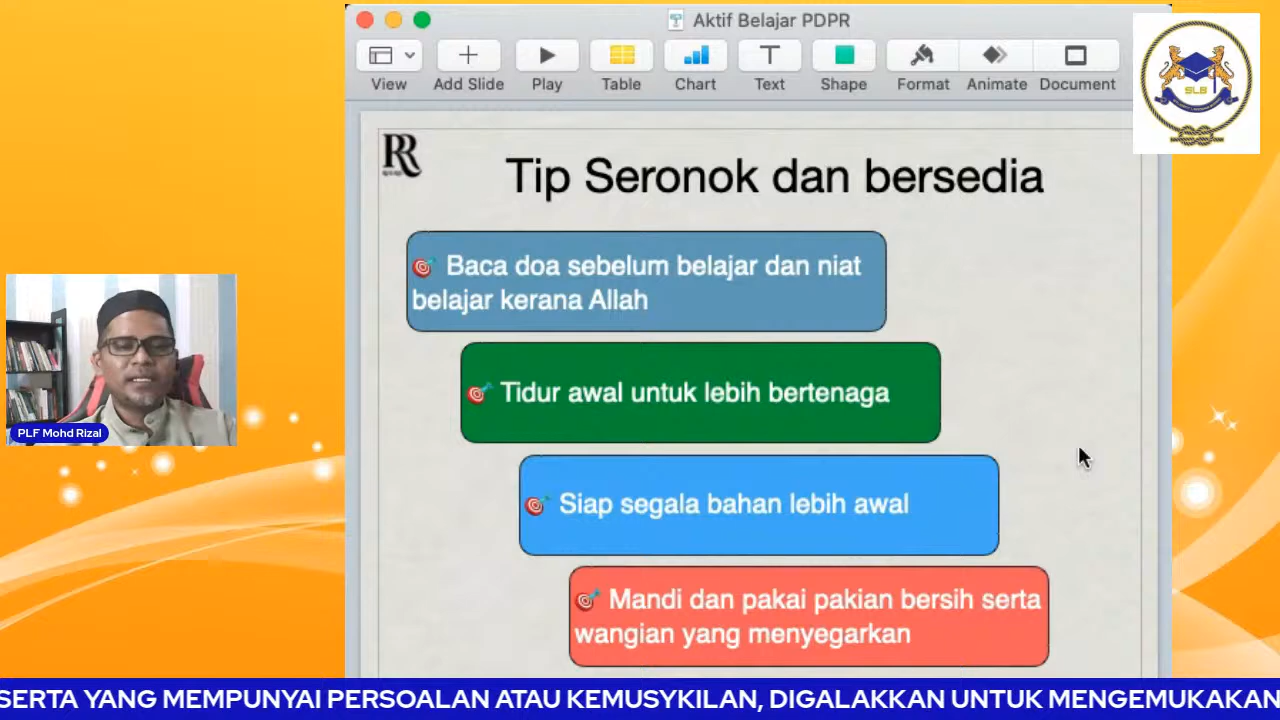 Aktif Belajar PDPR
View
Add Slide
Play
Table
Chart
Text
Shape
Format
Animate
Document
SLB
RR
Tip Seronok dan bersedia
Baca doa sebelum belajar dan niat
belajar kerana Allah
Tidur awal untuk lebih bertenaga
Siap segala bahan lebih awal
Mandi dan pakai pakian bersih serta
wangian yang menyegarkan
PLF Mohd Rizal
SERTA YANG MEMPUNYAI PERSOALAN ATAU KEMUSYKILAN, DIGALAKKAN UNTUK MENGEMUKAKAN